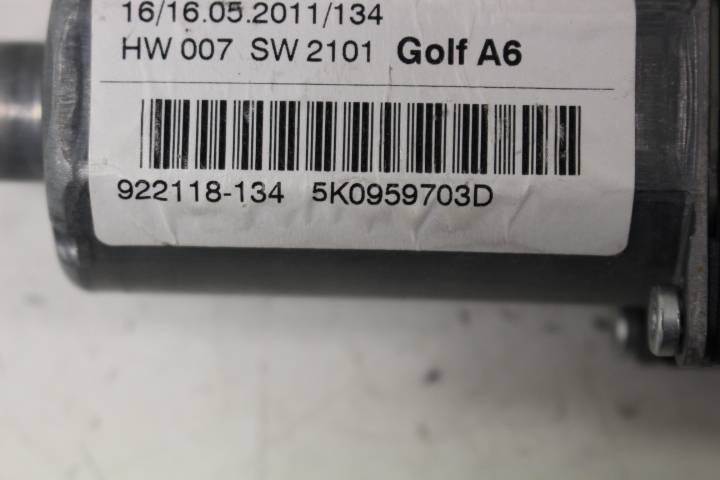 16/16.05.2011/134
HW 007 SW 2101 Golf A6
922118-134 5K0959703D